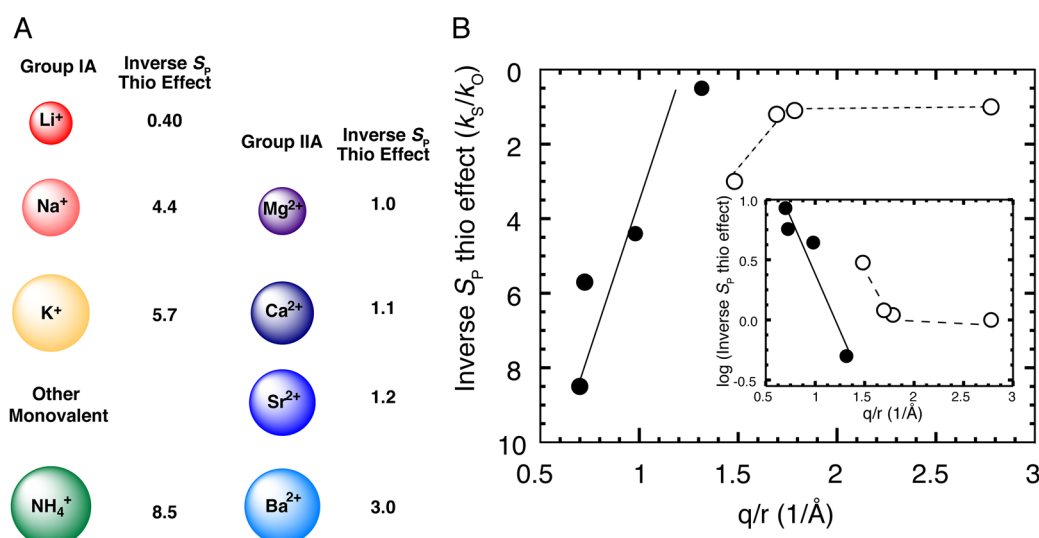 A
Group IA
Inverse Sₚ
Thio Effect
Li⁺
0.40
Na⁺
4.4
K⁺
5.7
Other
Monovalent
NH₄⁺
8.5
Group IIA
Inverse Sₚ
Thio Effect
Mg²⁺
1.0
Ca²⁺
1.1
Sr²⁺
1.2
Ba²⁺
3.0
B
Inverse Sₚ thio effect (kₛ/kₒ)
0
2
4
6
8
10
0.5 1 1.5 2 2.5 3
q/r (1/Å)
log (Inverse Sₚ thio effect)
1.0
0.5
0.0
-0.5
0.5 1 1.5 2 2.5 3
q/r (1/Å)